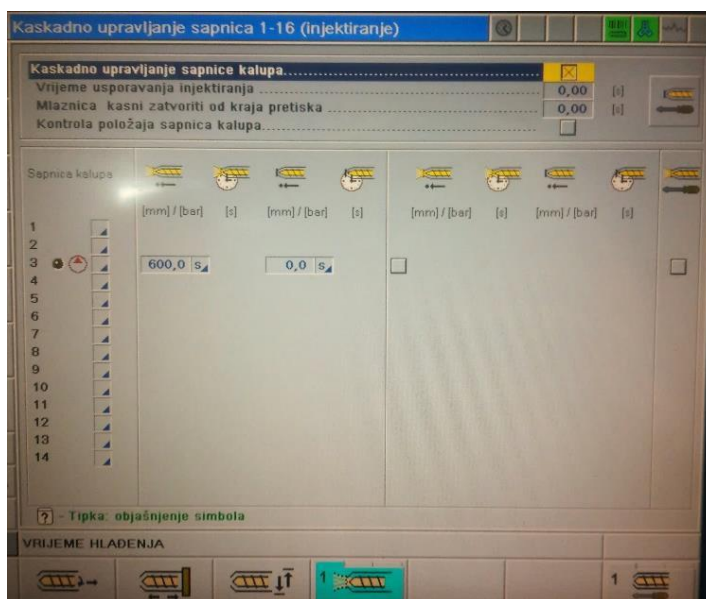 Kaskadno upravljanje sapnica 1-16 (injektiranje)
Kaskadno upravljanje sapnice kalupa
Vrijeme usporavanja injektiranja 0,00 [s]
Mlaznica kasni zatvoriti od kraja pretiska 0,00 [s]
Kontrola položaja sapnica kalupa
Sapnica kalupa
[mm] / [bar] [s] [mm] / [bar] [s] [mm] / [bar] [s] [mm] / [bar] [s]
1
2
3 600,0 s 0,0 s
4
5
6
7
8
9
10
11
12
13
14
? - Tipka: objašnjenje simbola
VRIJEME HLAĐENJA
1 1